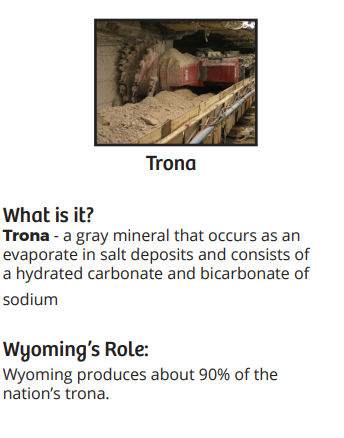 Trona
What is it?
Trona - a gray mineral that occurs as an
evaporate in salt deposits and consists of
a hydrated carbonate and bicarbonate of
sodium
Wyoming's Role:
Wyoming produces about 90% of the
nation's trona.